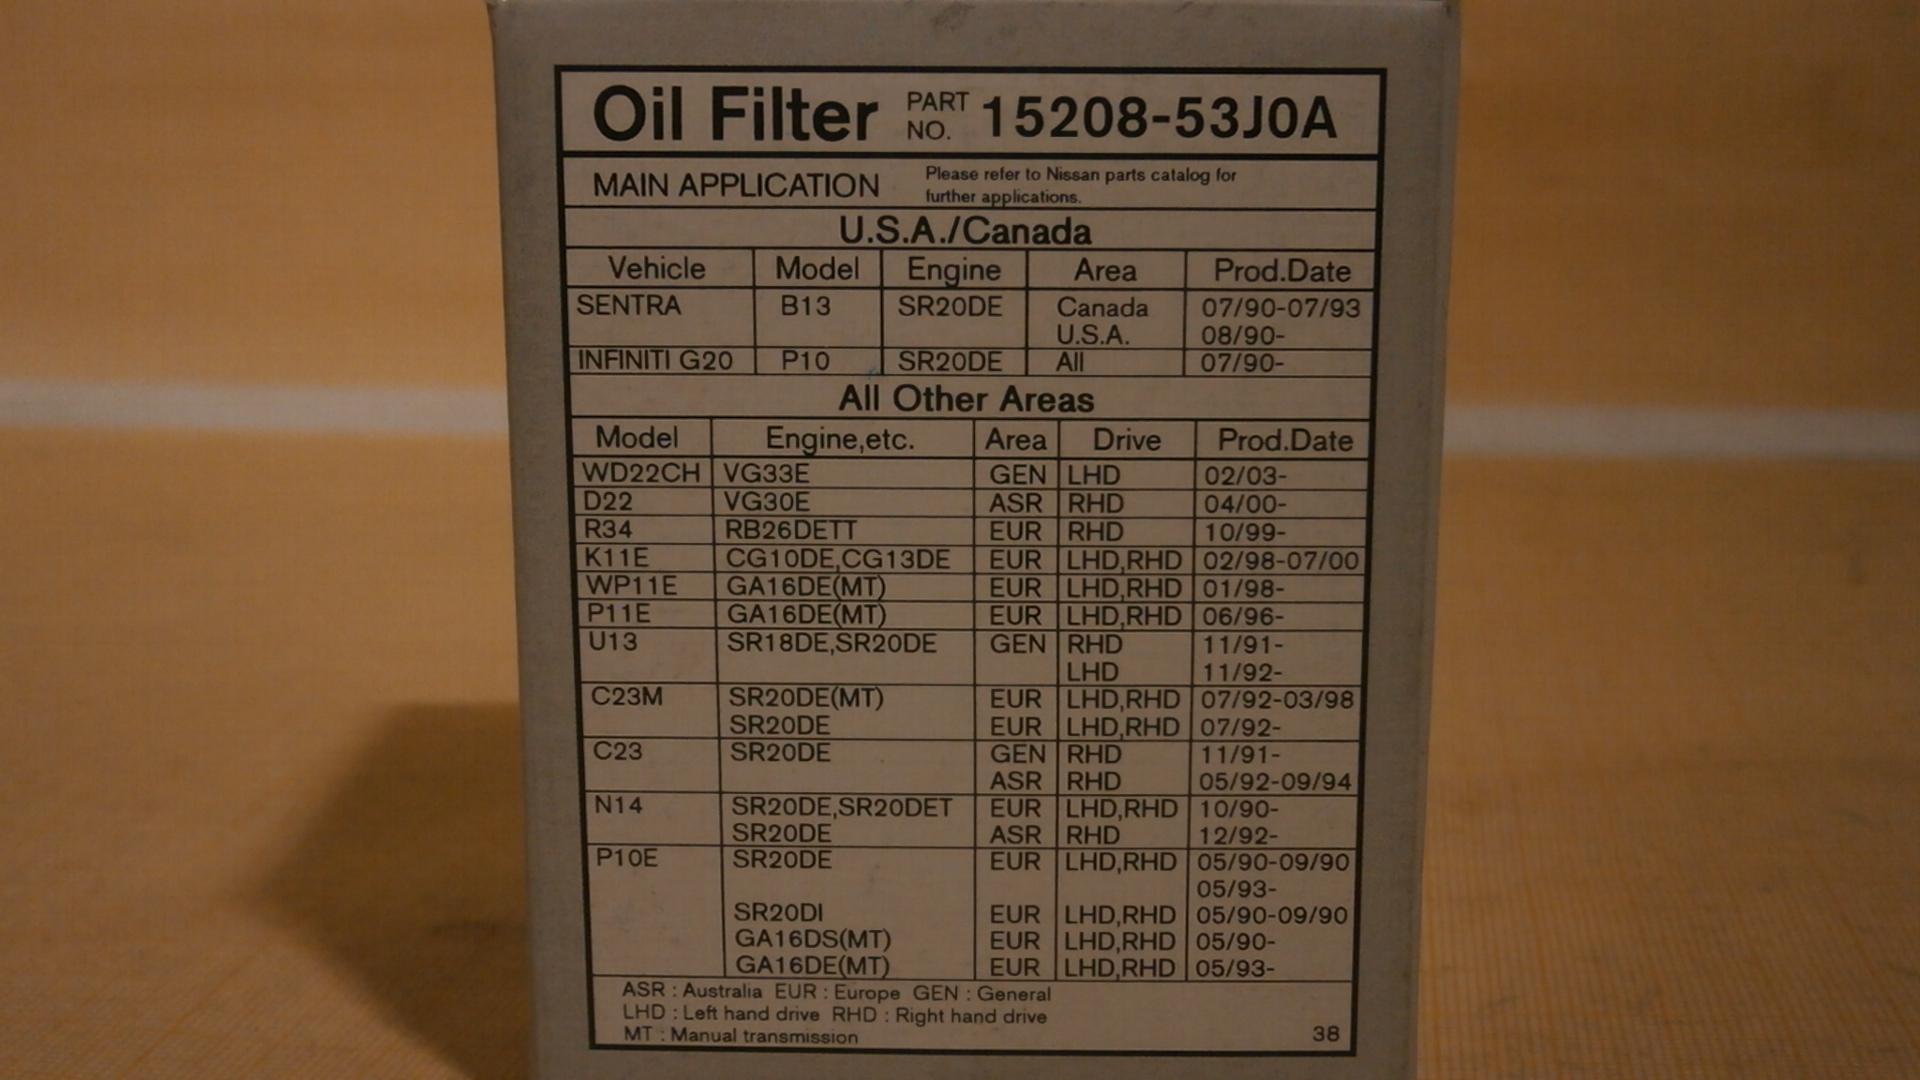 Oil Filter PART NO. 15208-53J0A
MAIN APPLICATION Please refer to Nissan parts catalog for
further applications.
U.S.A./Canada
Vehicle Model Engine Area Prod.Date
SENTRA B13 SR20DE Canada 07/90-07/93
U.S.A. 08/90-
INFINITI G20 P10 SR20DE All 07/90-
All Other Areas
Model Engine,etc. Area Drive Prod.Date
WD22CH VG33E GEN LHD 02/03-
D22 VG30E ASR RHD 04/00-
R34 RB26DETT EUR RHD 10/99-
K11E CG10DE,CG13DE EUR LHD,RHD 02/98-07/00
WP11E GA16DE(MT) EUR LHD,RHD 01/98-
P11E GA16DE(MT) EUR LHD,RHD 06/96-
U13 SR18DE,SR20DE GEN RHD 11/91-
LHD 11/92-
C23M SR20DE(MT) EUR LHD,RHD 07/92-03/98
SR20DE EUR LHD,RHD 07/92-
C23 SR20DE GEN RHD 11/91-
ASR RHD 05/92-09/94
N14 SR20DE,SR20DET EUR LHD,RHD 10/90-
SR20DE ASR RHD 12/92-
P10E SR20DE EUR LHD,RHD 05/90-09/90
05/93-
SR20DI EUR LHD,RHD 05/90-09/90
GA16DS(MT) EUR LHD,RHD 05/90-
GA16DE(MT) EUR LHD,RHD 05/93-
ASR : Australia EUR : Europe GEN : General
LHD : Left hand drive RHD : Right hand drive
MT : Manual transmission 38